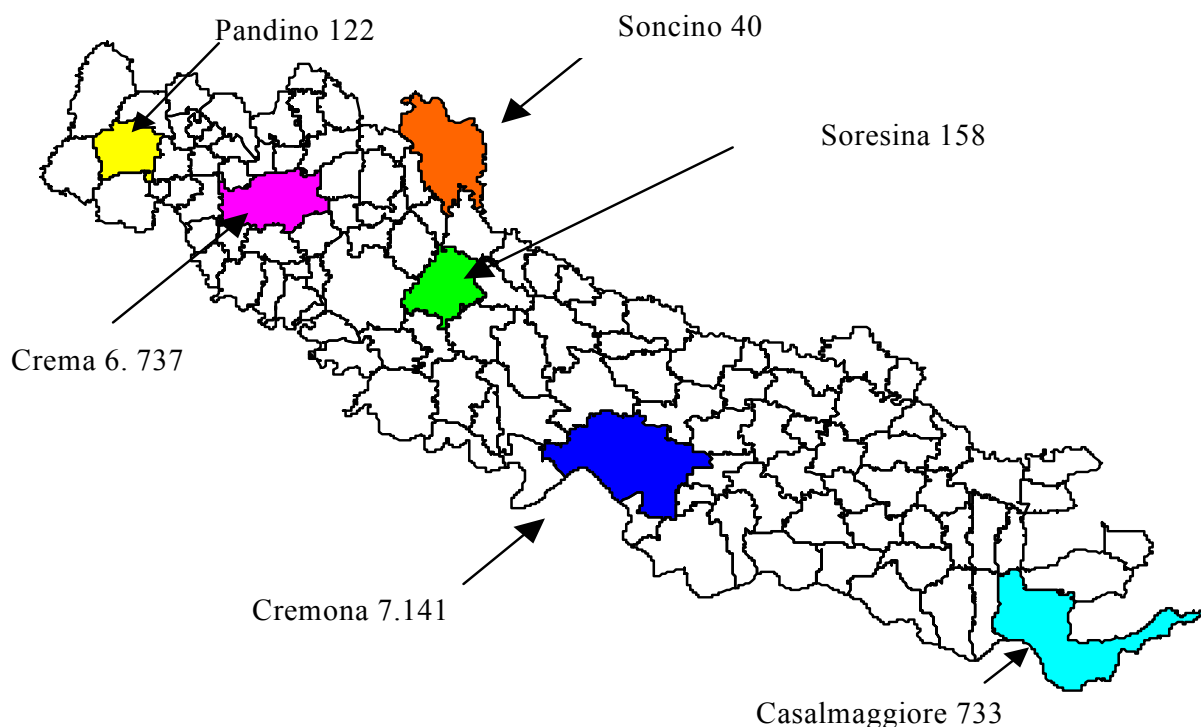 Pandino 122
Soncino 40
Soresina 158
Crema 6. 737
Cremona 7.141
Casalmaggiore 733